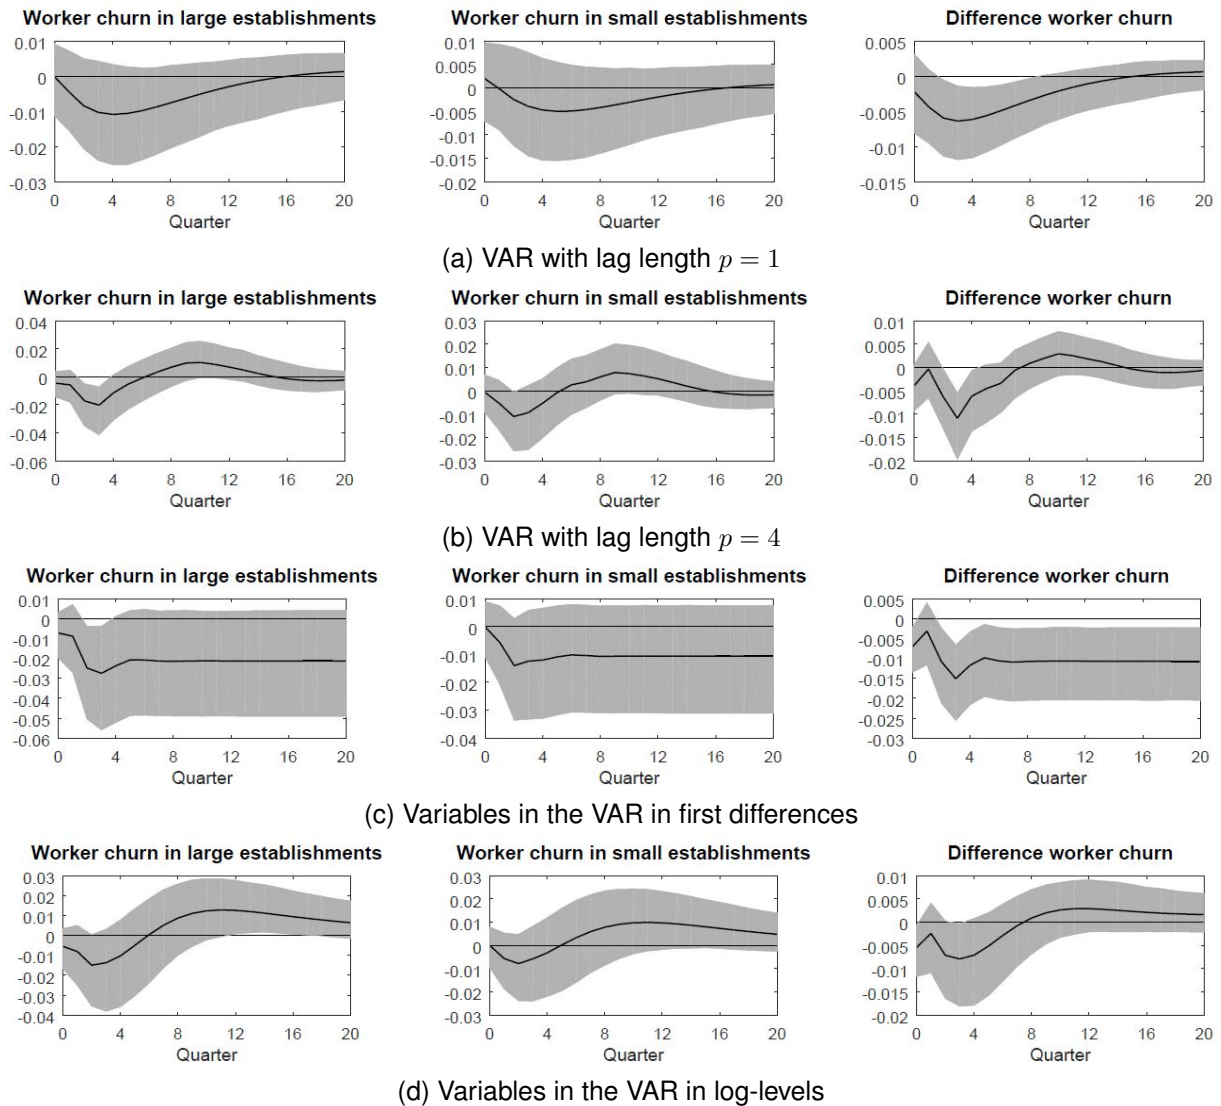 Worker churn in large establishments
Worker churn in small establishments
Difference worker churn
0.01
0
-0.01
-0.02
-0.03
0 4 8 12 16 20
Quarter
0.01
0.005
0
-0.005
-0.01
-0.015
-0.02
0 4 8 12 16 20
Quarter
0.005
0
-0.005
-0.01
-0.015
0 4 8 12 16 20
Quarter
(a) VAR with lag length p = 1
Worker churn in large establishments
Worker churn in small establishments
Difference worker churn
0.04
0.02
0
-0.02
-0.04
-0.06
0 4 8 12 16 20
Quarter
0.03
0.02
0.01
0
-0.01
-0.02
-0.03
0 4 8 12 16 20
Quarter
0.01
0.005
0
-0.005
-0.01
-0.015
-0.02
0 4 8 12 16 20
Quarter
(b) VAR with lag length p = 4
Worker churn in large establishments
Worker churn in small establishments
Difference worker churn
0.01
0
-0.01
-0.02
-0.03
-0.04
-0.05
-0.06
0 4 8 12 16 20
Quarter
0.01
0
-0.01
-0.02
-0.03
-0.04
0 4 8 12 16 20
Quarter
0.005
0
-0.005
-0.01
-0.015
-0.02
-0.025
-0.03
0 4 8 12 16 20
Quarter
(c) Variables in the VAR in first differences
Worker churn in large establishments
Worker churn in small establishments
Difference worker churn
0.03
0.02
0.01
0
-0.01
-0.02
-0.03
-0.04
0 4 8 12 16 20
Quarter
0.03
0.02
0.01
0
-0.01
-0.02
-0.03
0 4 8 12 16 20
Quarter
0.01
0.005
0
-0.005
-0.01
-0.015
-0.02
0 4 8 12 16 20
Quarter
(d) Variables in the VAR in log-levels